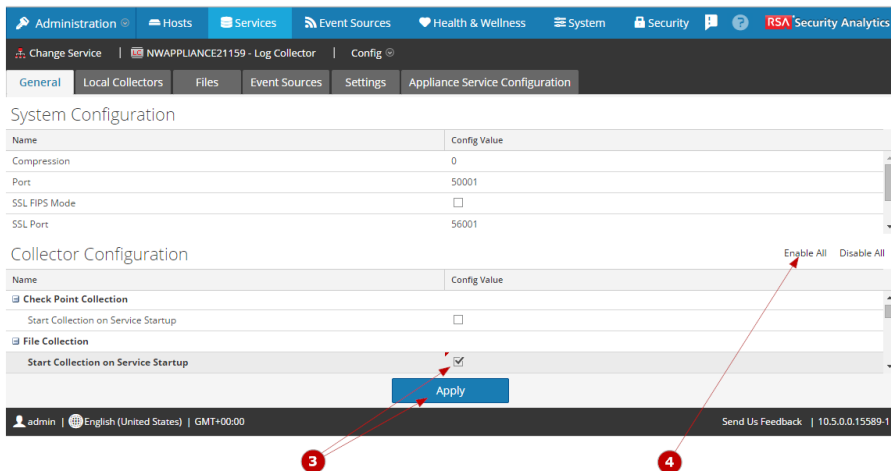 Administration Hosts Services Event Sources Health & Wellness System Security ! ? RSA Security Analytics
Change Service | LC NWAPPLIANCE21159 - Log Collector | Config
General Local Collectors Files Event Sources Settings Appliance Service Configuration
System Configuration
Name Config Value
Compression 0
Port 50001
SSL FIPS Mode
SSL Port 56001
Collector Configuration Enable All Disable All
Name Config Value
Check Point Collection
Start Collection on Service Startup
File Collection
Start Collection on Service Startup
Apply
admin | English (United States) | GMT+00:00 Send Us Feedback | 10.5.0.0.15589-1
3 4